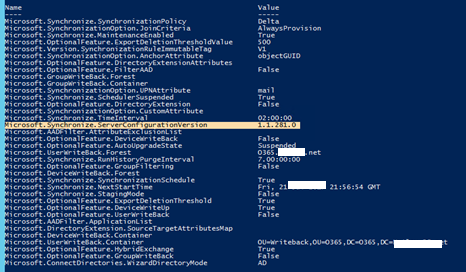 Name Value
---- -----
Microsoft.Synchronize.SynchronizationPolicy Delta
Microsoft.SynchronizationOption.JoinCriteria AlwaysProvision
Microsoft.Synchronize.MaintenanceEnabled True
Microsoft.OptionalFeature.ExportDeletionThresholdValue 500
Microsoft.Version.SynchronizationRuleImmutableTag V1
Microsoft.SynchronizationOption.AnchorAttribute objectGUID
Microsoft.OptionalFeature.DirectoryExtensionAttributes
Microsoft.OptionalFeature.FilterAAD False
Microsoft.GroupWriteBack.Forest
Microsoft.GroupWriteBack.Container
Microsoft.SynchronizationOption.UPNAttribute mail
Microsoft.Synchronize.SchedulerSuspended True
Microsoft.OptionalFeature.DirectoryExtension False
Microsoft.SynchronizationOption.CustomAttribute
Microsoft.Synchronize.TimeInterval 02:00:00
Microsoft.Synchronize.ServerConfigurationVersion 1.1.281.0
Microsoft.AADFilter.AttributeExclusionList
Microsoft.OptionalFeature.DeviceWriteBack False
Microsoft.OptionalFeature.AutoUpgradeState Suspended
Microsoft.UserWriteBack.Forest O365. .net
Microsoft.Synchronize.RunHistoryPurgeInterval 7.00:00:00
Microsoft.OptionalFeature.GroupFiltering False
Microsoft.DeviceWriteBack.Forest
Microsoft.Synchronize.SynchronizationSchedule True
Microsoft.Synchronize.NextStartTime Fri, 21 21:56:54 GMT
Microsoft.Synchronize.StagingMode False
Microsoft.OptionalFeature.ExportDeletionThreshold True
Microsoft.OptionalFeature.DeviceWriteUp True
Microsoft.OptionalFeature.UserWriteBack False
Microsoft.AADFilter.ApplicationList
Microsoft.DirectoryExtension.SourceTargetAttributesMap
Microsoft.DeviceWriteBack.Container
Microsoft.UserWriteBack.Container OU=Writeback,OU=O365,DC=O365,DC=
Microsoft.OptionalFeature.HybridExchange True
Microsoft.OptionalFeature.GroupWriteBack False
Microsoft.ConnectDirectories.WizardDirectoryMode AD